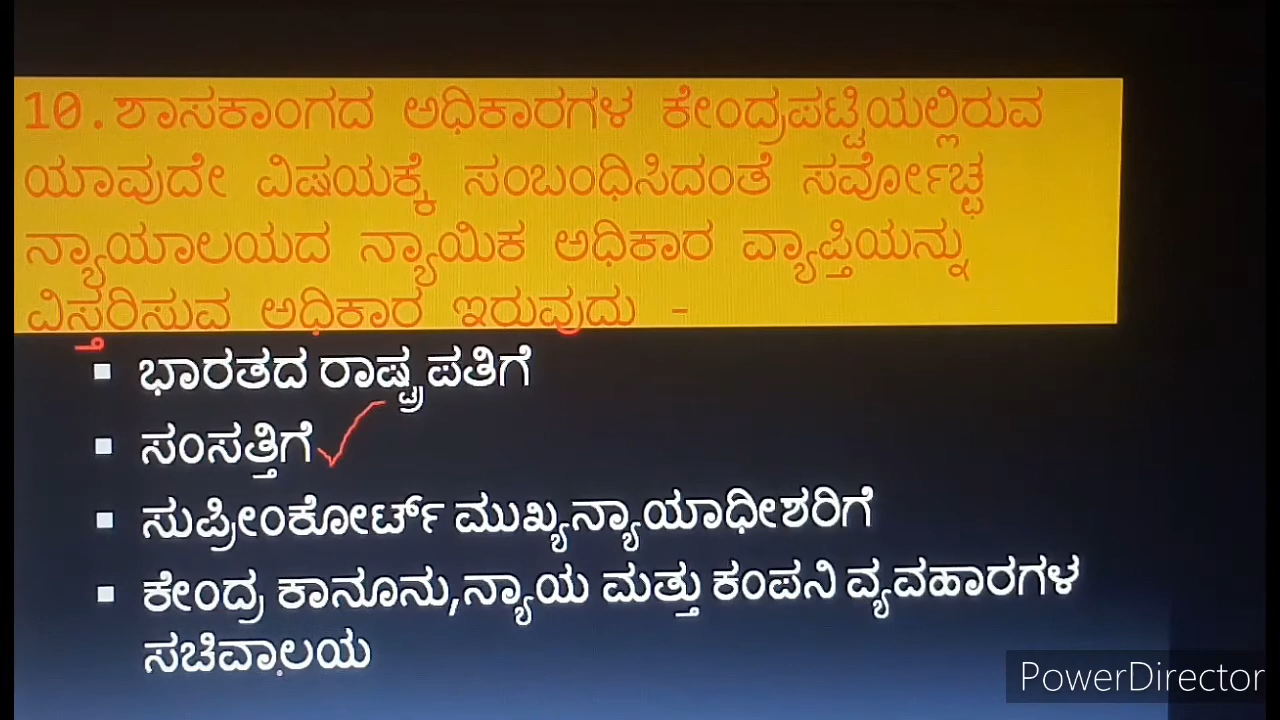 10.ಶಾಸಕಾಂಗದ ಅಧಿಕಾರಗಳ ಕೇಂದ್ರಪಟ್ಟಿಯಲ್ಲಿರುವ
ಯಾವುದೇ ವಿಷಯಕ್ಕೆ ಸಂಬಂಧಿಸಿದಂತೆ ಸರ್ವೋಚ್ಛ
ನ್ಯಾಯಾಲಯದ ನ್ಯಾಯಿಕ ಅಧಿಕಾರ ವ್ಯಾಪ್ತಿಯನ್ನು
ವಿಸ್ತರಿಸುವ ಅಧಿಕಾರ ಇರುವುದು -
▪ ಭಾರತದ ರಾಷ್ಟ್ರಪತಿಗೆ
▪ ಸಂಸತ್ತಿಗೆ
▪ ಸುಪ್ರೀಂಕೋರ್ಟ್ ಮುಖ್ಯನ್ಯಾಯಾಧೀಶರಿಗೆ
▪ ಕೇಂದ್ರ ಕಾನೂನು,ನ್ಯಾಯ ಮತ್ತು ಕಂಪನಿ ವ್ಯವಹಾರಗಳ
ಸಚಿವಾಲಯ
PowerDirector